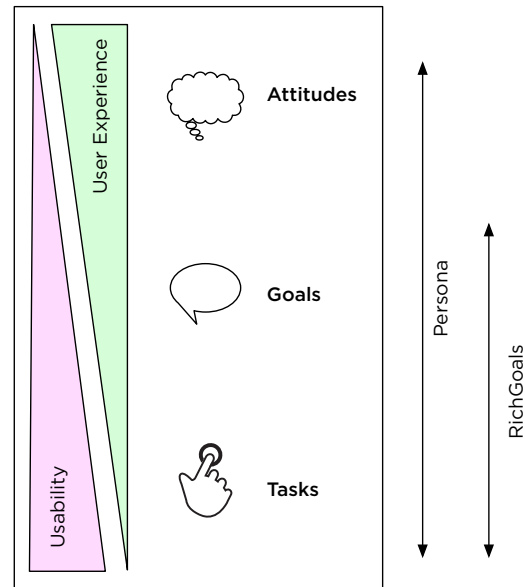 User Experience
Attitudes
Goals
Persona
RichGoals
Usability
Tasks